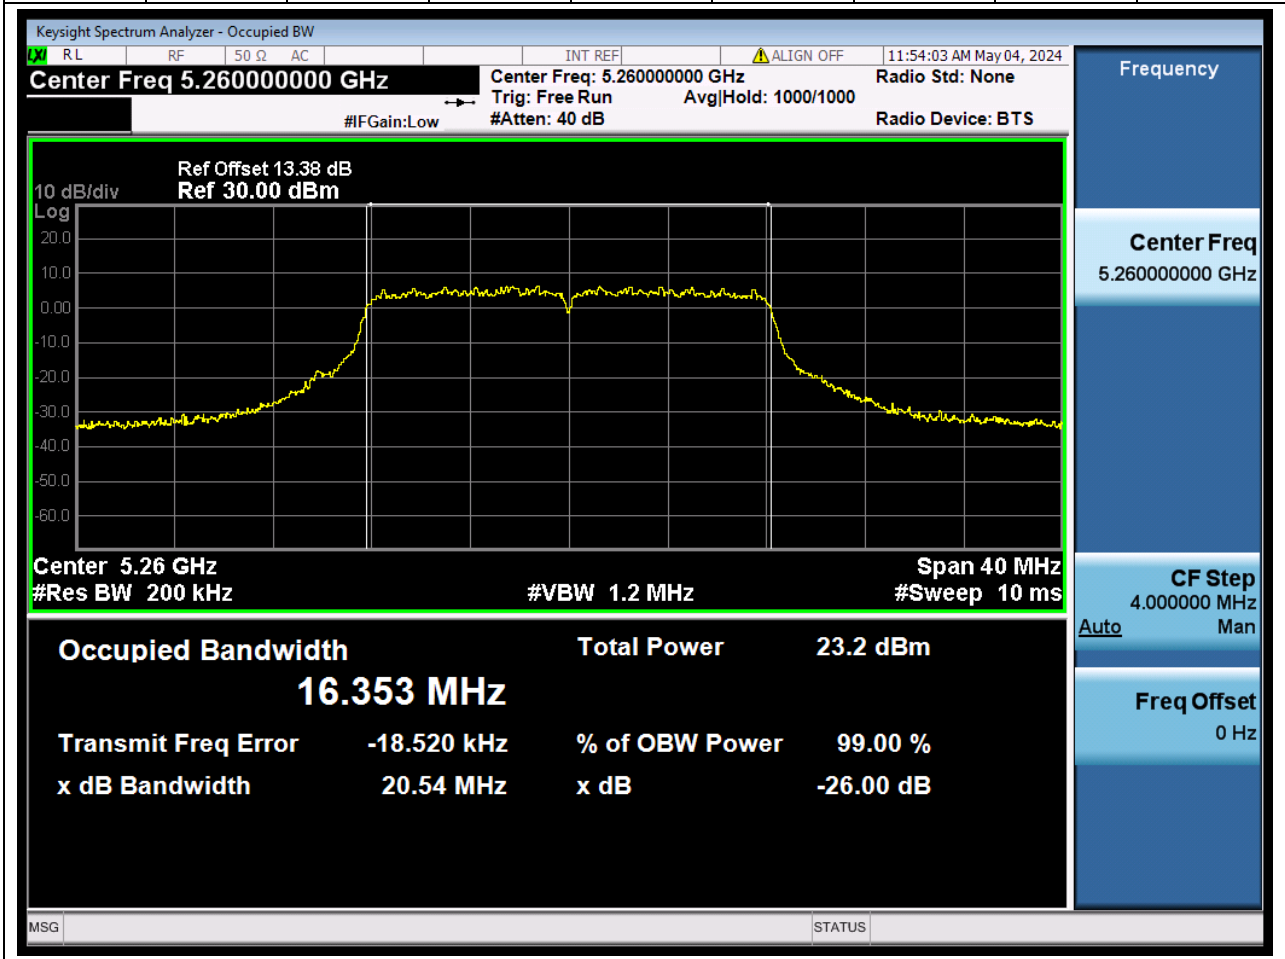 Keysight Spectrum Analyzer - Occupied BW
LXI RL RF 50 Ω AC INT REF ALIGN OFF 11:54:03 AM May 04, 2024
Center Freq 5.260000000 GHz
Center Freq: 5.260000000 GHz Radio Std: None
Trig: Free Run Avg|Hold: 1000/1000
#IFGain:Low #Atten: 40 dB Radio Device: BTS
Ref Offset 13.38 dB
10 dB/div Ref 30.00 dBm
Log
20.0
10.0
0.00
-10.0
-20.0
-30.0
-40.0
-50.0
-60.0
Center 5.26 GHz Span 40 MHz
#Res BW 200 kHz #VBW 1.2 MHz #Sweep 10 ms
Occupied Bandwidth Total Power 23.2 dBm
16.353 MHz
Transmit Freq Error -18.520 kHz % of OBW Power 99.00 %
x dB Bandwidth 20.54 MHz x dB -26.00 dB
MSG STATUS
Frequency
Center Freq
5.260000000 GHz
CF Step
4.000000 MHz
Auto Man
Freq Offset
0 Hz